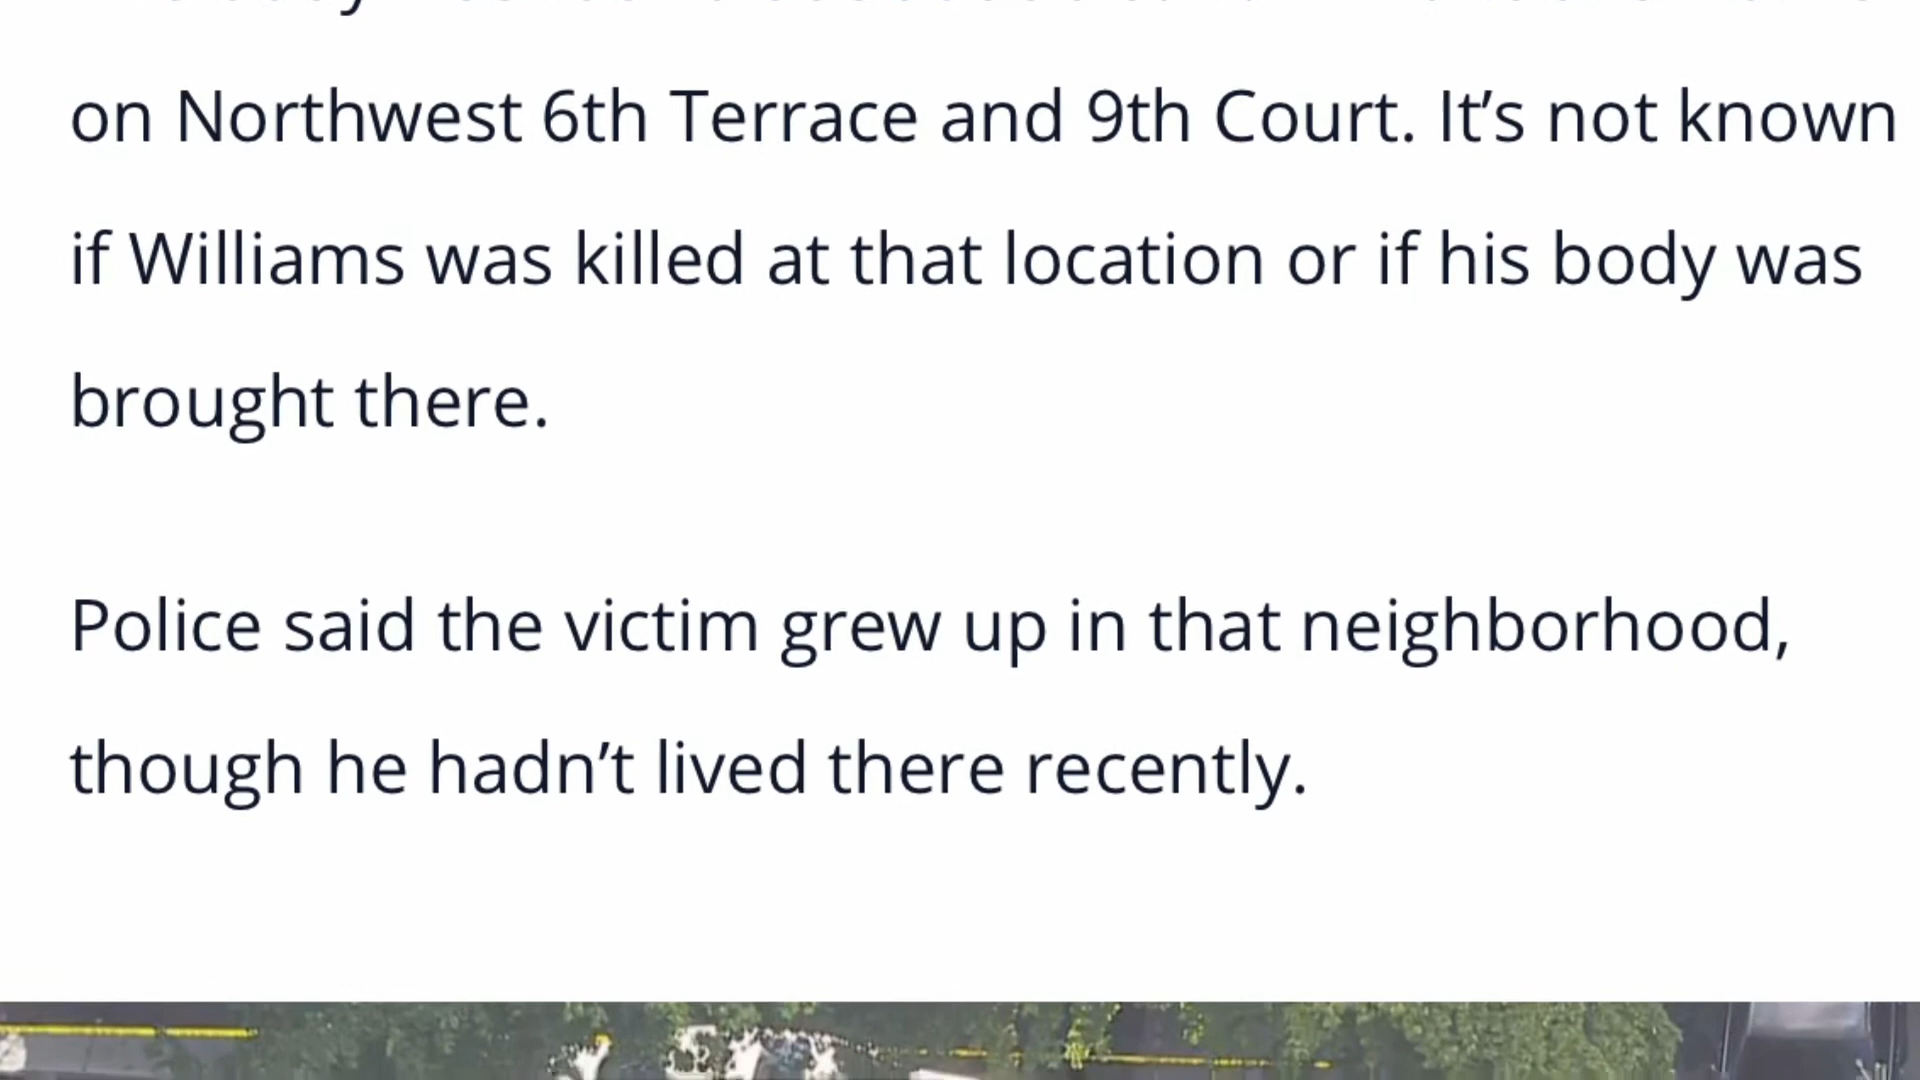 on Northwest 6th Terrace and 9th Court. It’s not known
if Williams was killed at that location or if his body was
brought there.
Police said the victim grew up in that neighborhood,
though he hadn’t lived there recently.